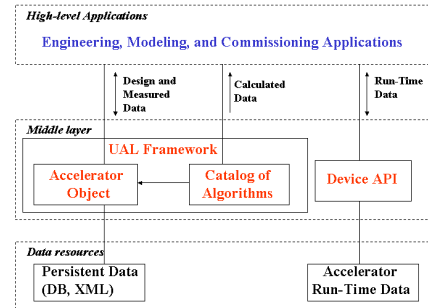 High-level Applications
Engineering, Modeling, and Commissioning Applications
Design and
Measured
Data
Calculated
Data
Run-Time
Data
Middle layer
UAL Framework
Accelerator
Object
Catalog of
Algorithms
Device API
Data resources
Persistent Data
(DB, XML)
Accelerator
Run-Time Data